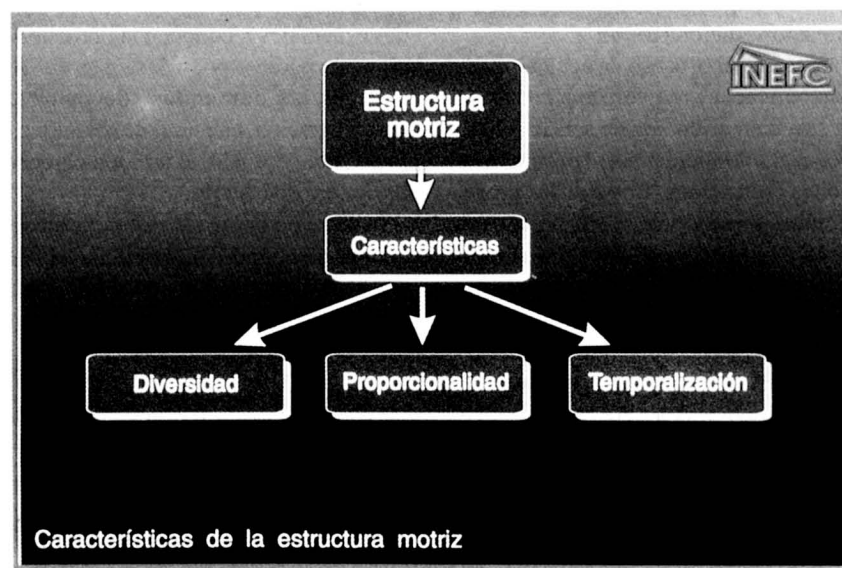 INEFC
Estructura
motriz
Características
Diversidad
Proporcionalidad
Temporalización
Características de la estructura motriz